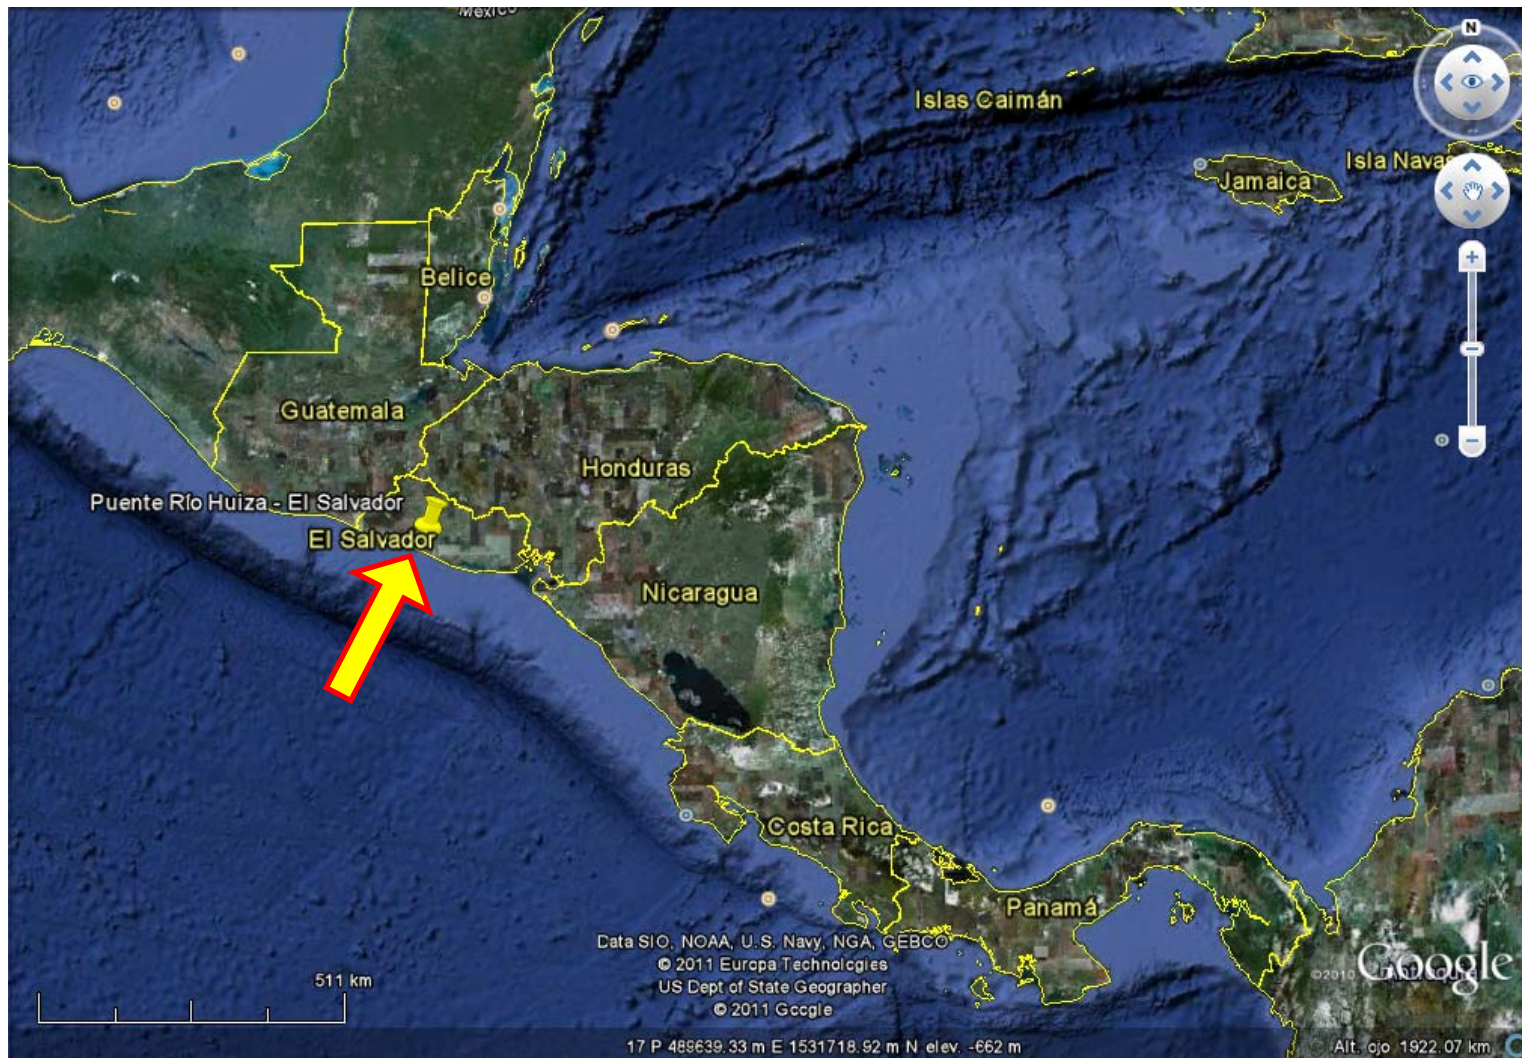 México
N
Islas Caimán
Isla Navas
Jamaica
Belice
Guatemala
Honduras
Puente Río Huiza - El Salvador
El Salvador
Nicaragua
Costa Rica
Panamá
Data SIO, NOAA, U.S. Navy, NGA, GEBCO
© 2011 Europa Technologies
US Dept of State Geographer
© 2011 Google
©2010 Google
511 km
17 P 489639.33 m E 1531718.92 m N elev. -662 m
Alt. ojo 1922.07 km